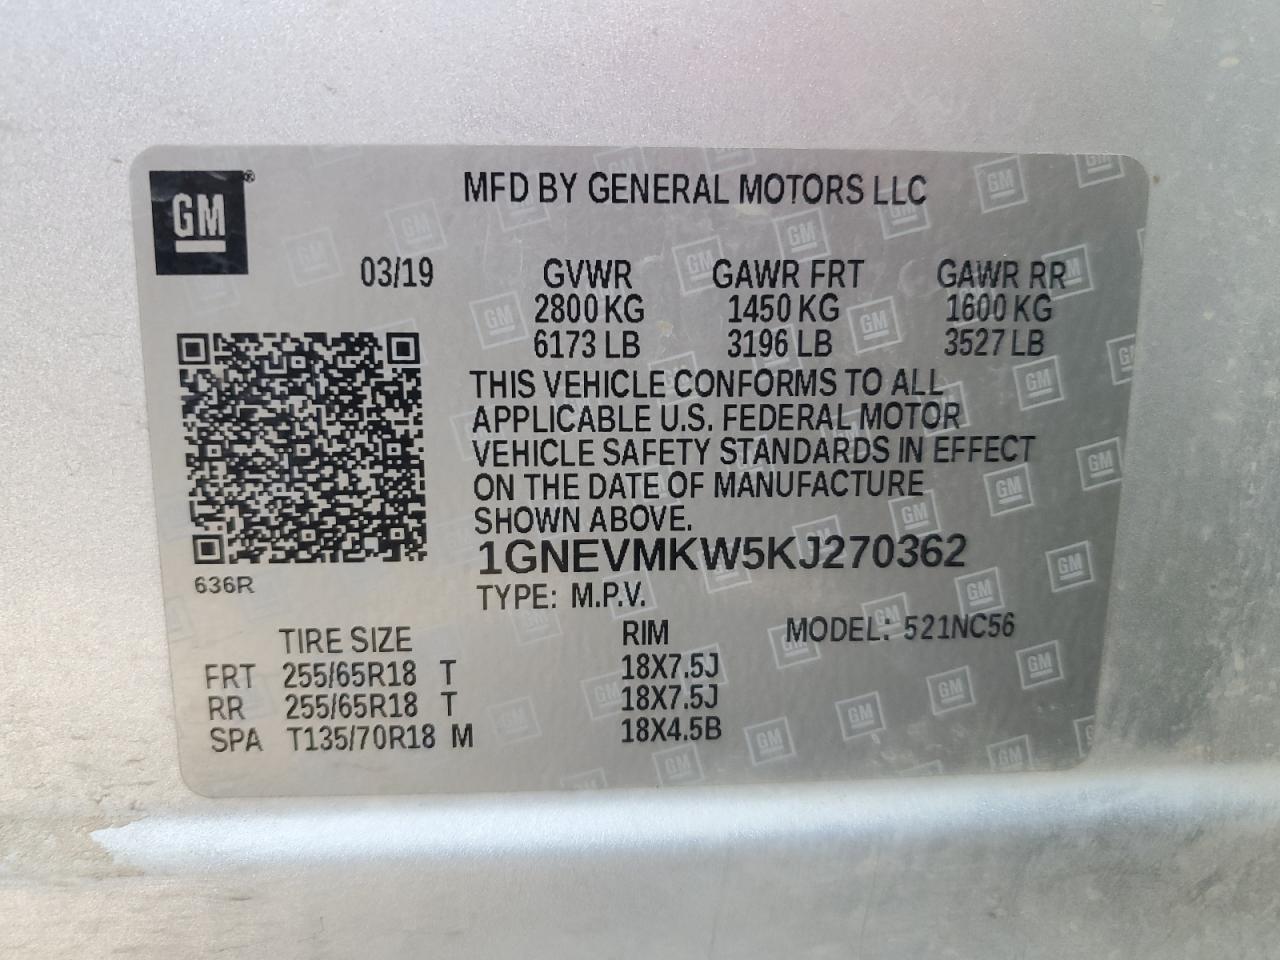 GM®
MFD BY GENERAL MOTORS LLC
03/19 GVWR GAWR FRT GAWR RR
2800 KG 1450 KG 1600 KG
6173 LB 3196 LB 3527 LB
THIS VEHICLE CONFORMS TO ALL
APPLICABLE U.S. FEDERAL MOTOR
VEHICLE SAFETY STANDARDS IN EFFECT
ON THE DATE OF MANUFACTURE
SHOWN ABOVE.
1GNEVMKW5KJ270362
636R
TYPE: M.P.V.
TIRE SIZE RIM MODEL: 521NC56
FRT 255/65R18 T 18X7.5J
RR 255/65R18 T 18X7.5J
SPA T135/70R18 M 18X4.5B